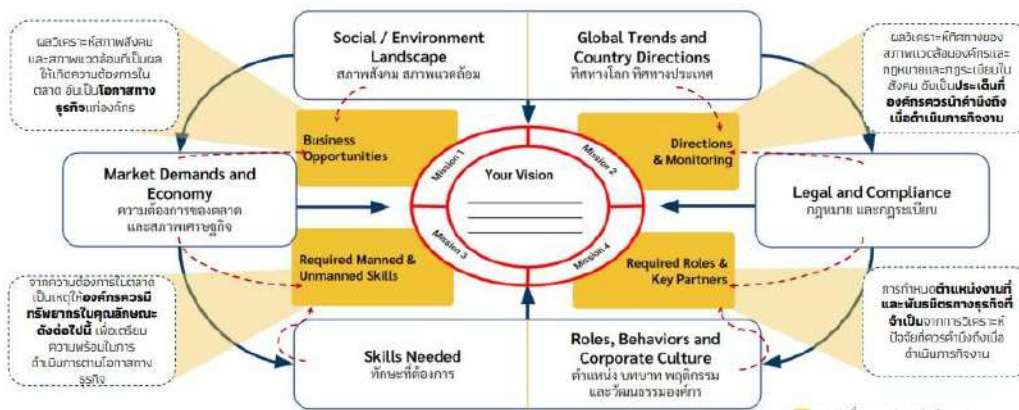 Social / Environment
Landscape
สภาพสังคม สภาพแวดล้อม
Global Trends and
Country Directions
ทิศทางโลก ทิศทางประเทศ
ผลวิเคราะห์สภาพสังคม
และสภาพแวดล้อมที่เป็นผล
ให้เกิดความต้องการใน
ตลาด อันเป็นโอกาสทาง
ธุรกิจแก่องค์กร
ผลวิเคราะห์ทิศทางของ
สภาพแวดล้อมองค์กรและ
กฎหมายและกฎระเบียบใน
สังคม อันเป็นประเด็นที่
องค์กรควรนำคำนึงถึง
เพื่อดำเนินภารกิจงาน
Business
Opportunities
Directions
& Monitoring
Mission 1
Mission 2
Your Vision
Market Demands and
Economy
ความต้องการของตลาด
และสภาพเศรษฐกิจ
Legal and Compliance
กฎหมาย และกฎระเบียบ
Mission 3
Mission 4
Required Manned &
Unmanned Skills
Required Roles &
Key Partners
จากความต้องการในตลาด
เป็นเหตุให้องค์กรควรมี
ทรัพยากรในคุณลักษณะ
ดังต่อไปนี้ เพื่อเตรียม
ความพร้อมในการ
ดำเนินการตามโอกาสทาง
ธุรกิจ
การกำหนดตำแหน่งงานที่
และพันธมิตรทางธุรกิจที่
จำเป็นจากการวิเคราะห์
ปัจจัยที่ควรคำนึงถึงเพื่อ
ดำเนินภารกิจงาน
Skills Needed
ทักษะที่ต้องการ
Roles, Behaviors and
Corporate Culture
ตำแหน่ง บทบาท พฤติกรรม
และวัฒนธรรมองค์กร